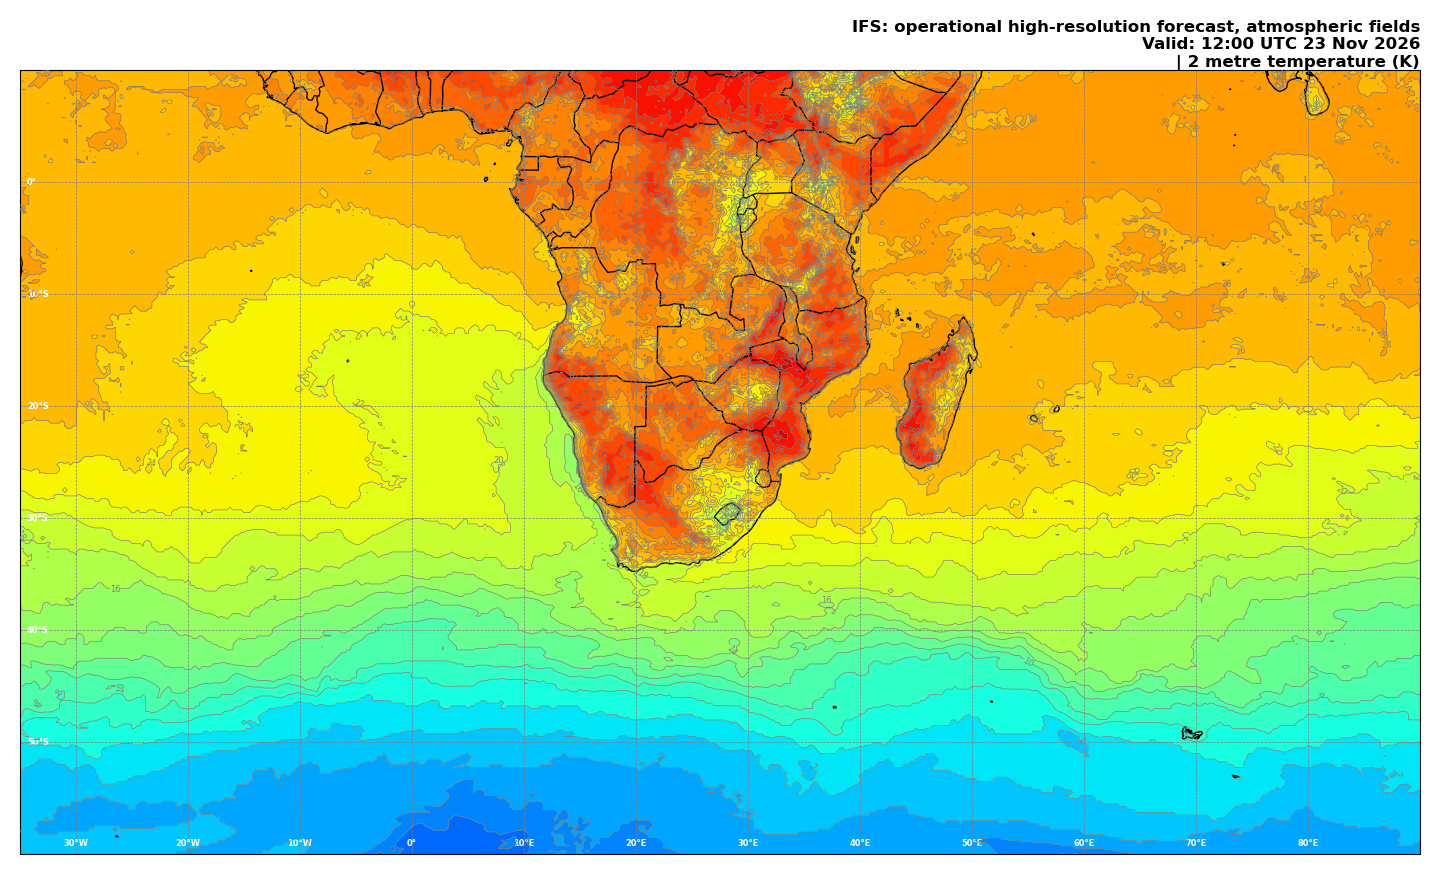 IFS: operational high-resolution forecast, atmospheric fields
Valid: 12:00 UTC 23 Nov 2026
| 2 metre temperature (K)
0°
10°S
20°S
20
30°S
16
16
40°S
10
10
50°S
30°W
20°W
10°W
0°
10°E
20°E
30°E
40°E
50°E
60°E
70°E
80°E